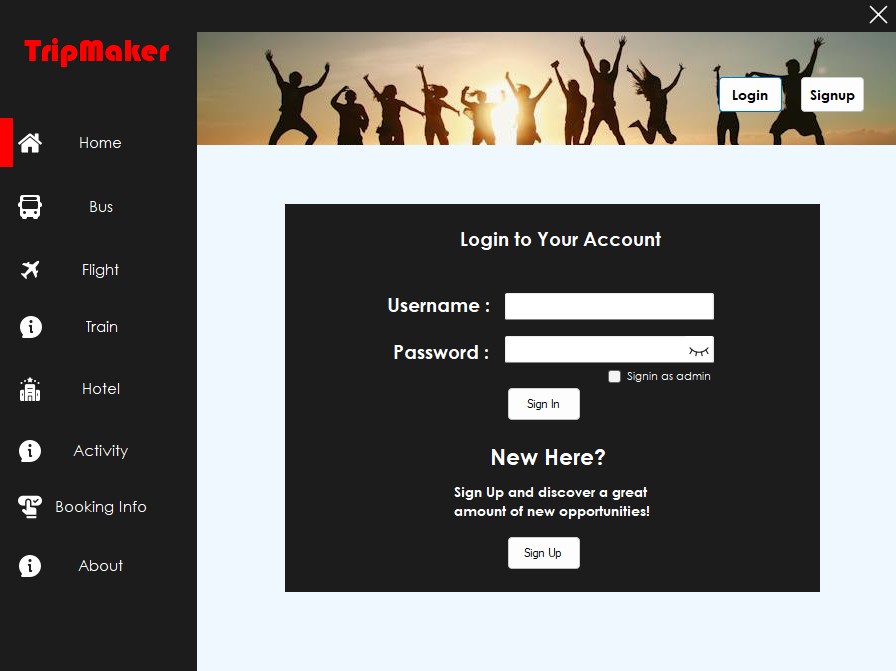 TripMaker
Login
Signup
Home
Bus
Flight
Train
Hotel
Activity
Booking Info
About
Login to Your Account
Username :
Password :
Signin as admin
Sign In
New Here?
Sign Up and discover a great
amount of new opportunities!
Sign Up